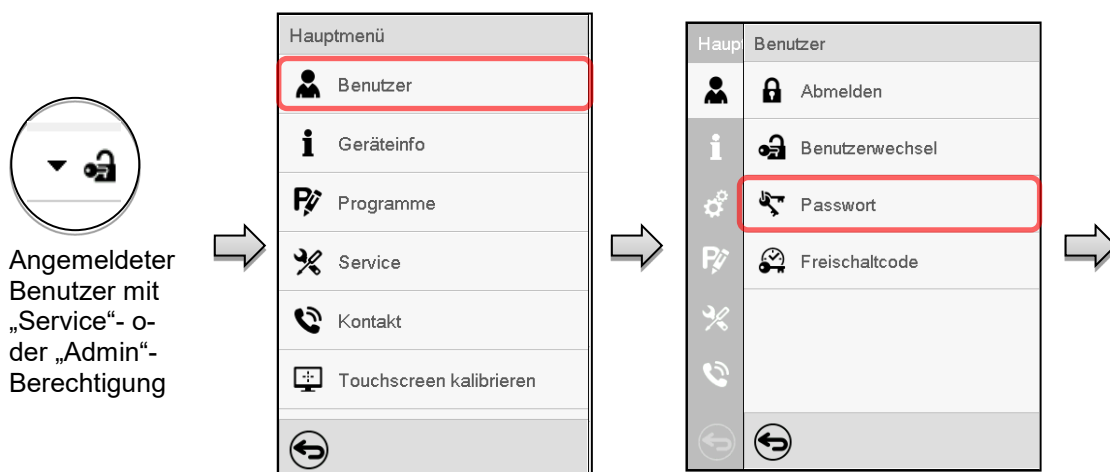 Angemeldeter
Benutzer mit
„Service“- o-
der „Admin“-
Berechtigung
Hauptmenü
Benutzer
Geräteinfo
Programme
Service
Kontakt
Touchscreen kalibrieren
Haup
Benutzer
Abmelden
Benutzerwechsel
Passwort
Freischaltcode